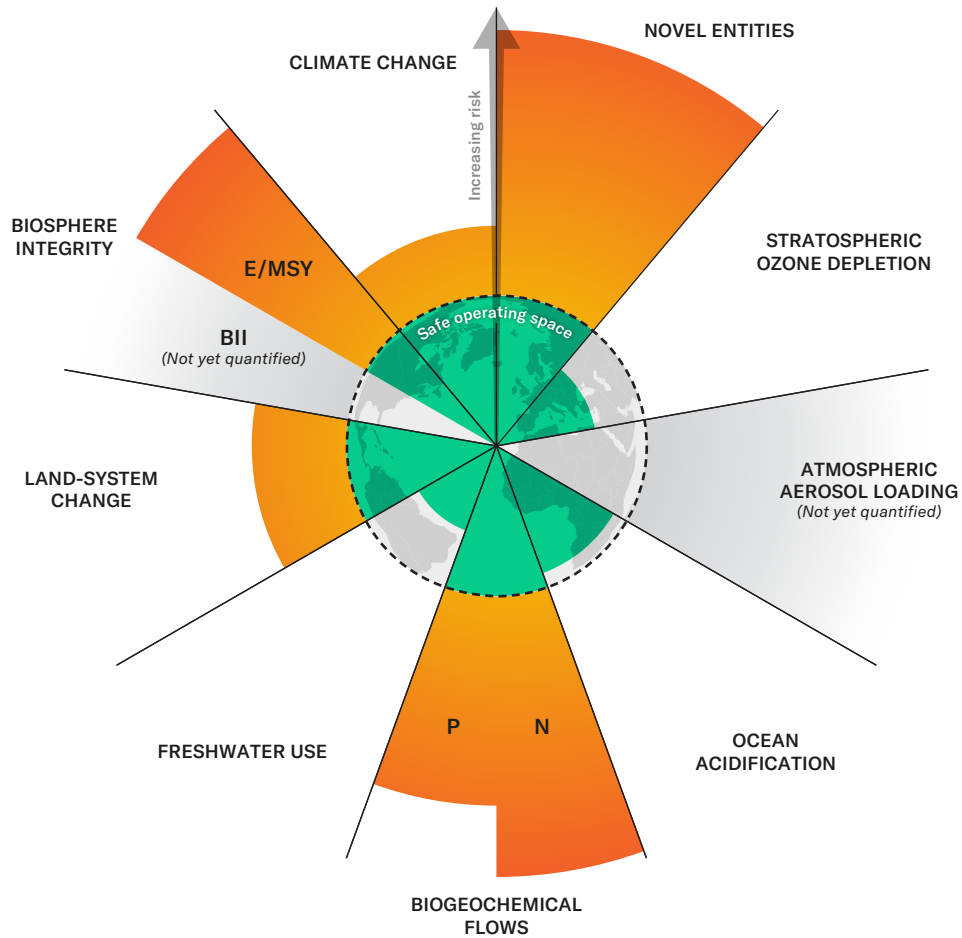 NOVEL ENTITIES
CLIMATE CHANGE
Increasing risk
STRATOSPHERIC
OZONE DEPLETION
BIOSPHERE
INTEGRITY
E/MSY
BII
(Not yet quantified)
Safe operating space
LAND-SYSTEM
CHANGE
ATMOSPHERIC
AEROSOL LOADING
(Not yet quantified)
P
N
FRESHWATER USE
OCEAN
ACIDIFICATION
BIOGEOCHEMICAL
FLOWS